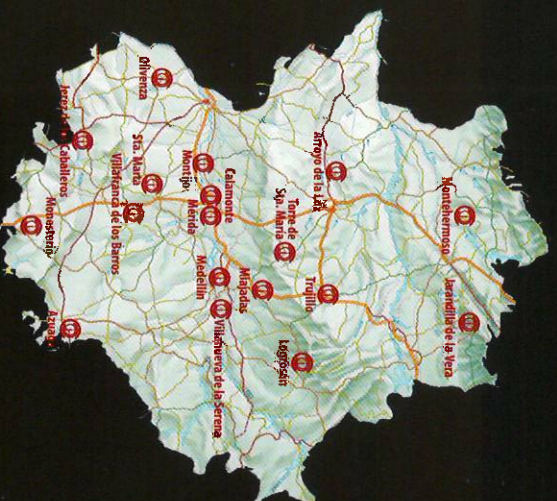 Montehermoso
Jarandilla de la Vera
Arroyo de la Luz
Trujillo
Torre de
Sta. María
Logrosán
Miajadas
Calamonte
Villanueva de la Serena
Medellín
Mérida
Montijo
Olivenza
Sta. Marta
Villafranca de los Barros
Jerez de los Caballeros
Azuaga
Monasterio